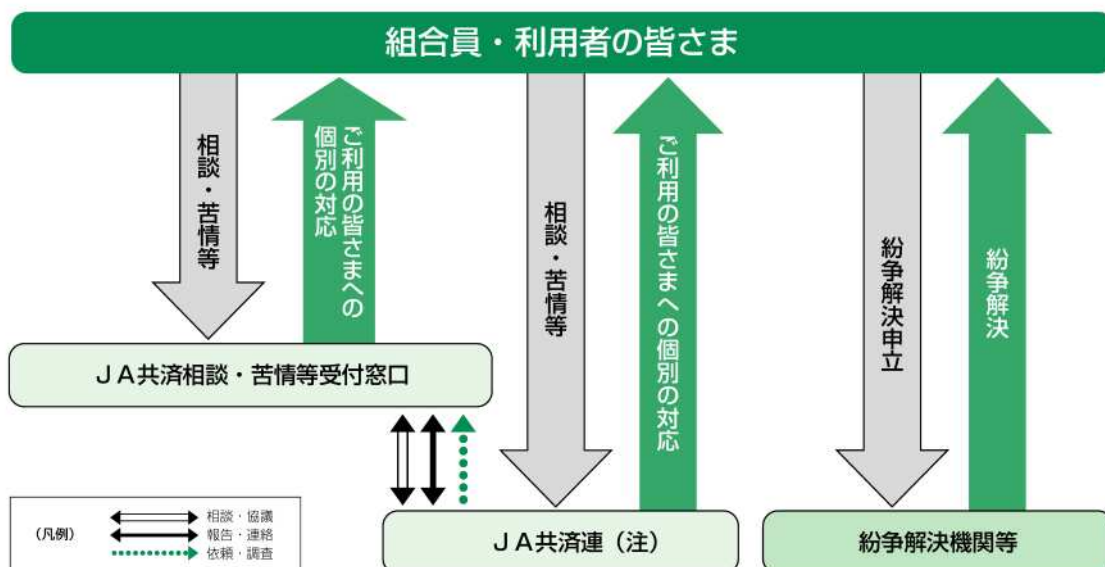 組合員・利用者の皆さま
相談・苦情等
ご利用の皆さまへの
個別の対応
相談・苦情等
ご利用の皆さまへの個別の対応
紛争解決申立
紛争解決
ＪＡ共済相談・苦情等受付窓口
(凡例)
相談・協議
報告・連絡
依頼・調査
ＪＡ共済連（注）
紛争解決機関等